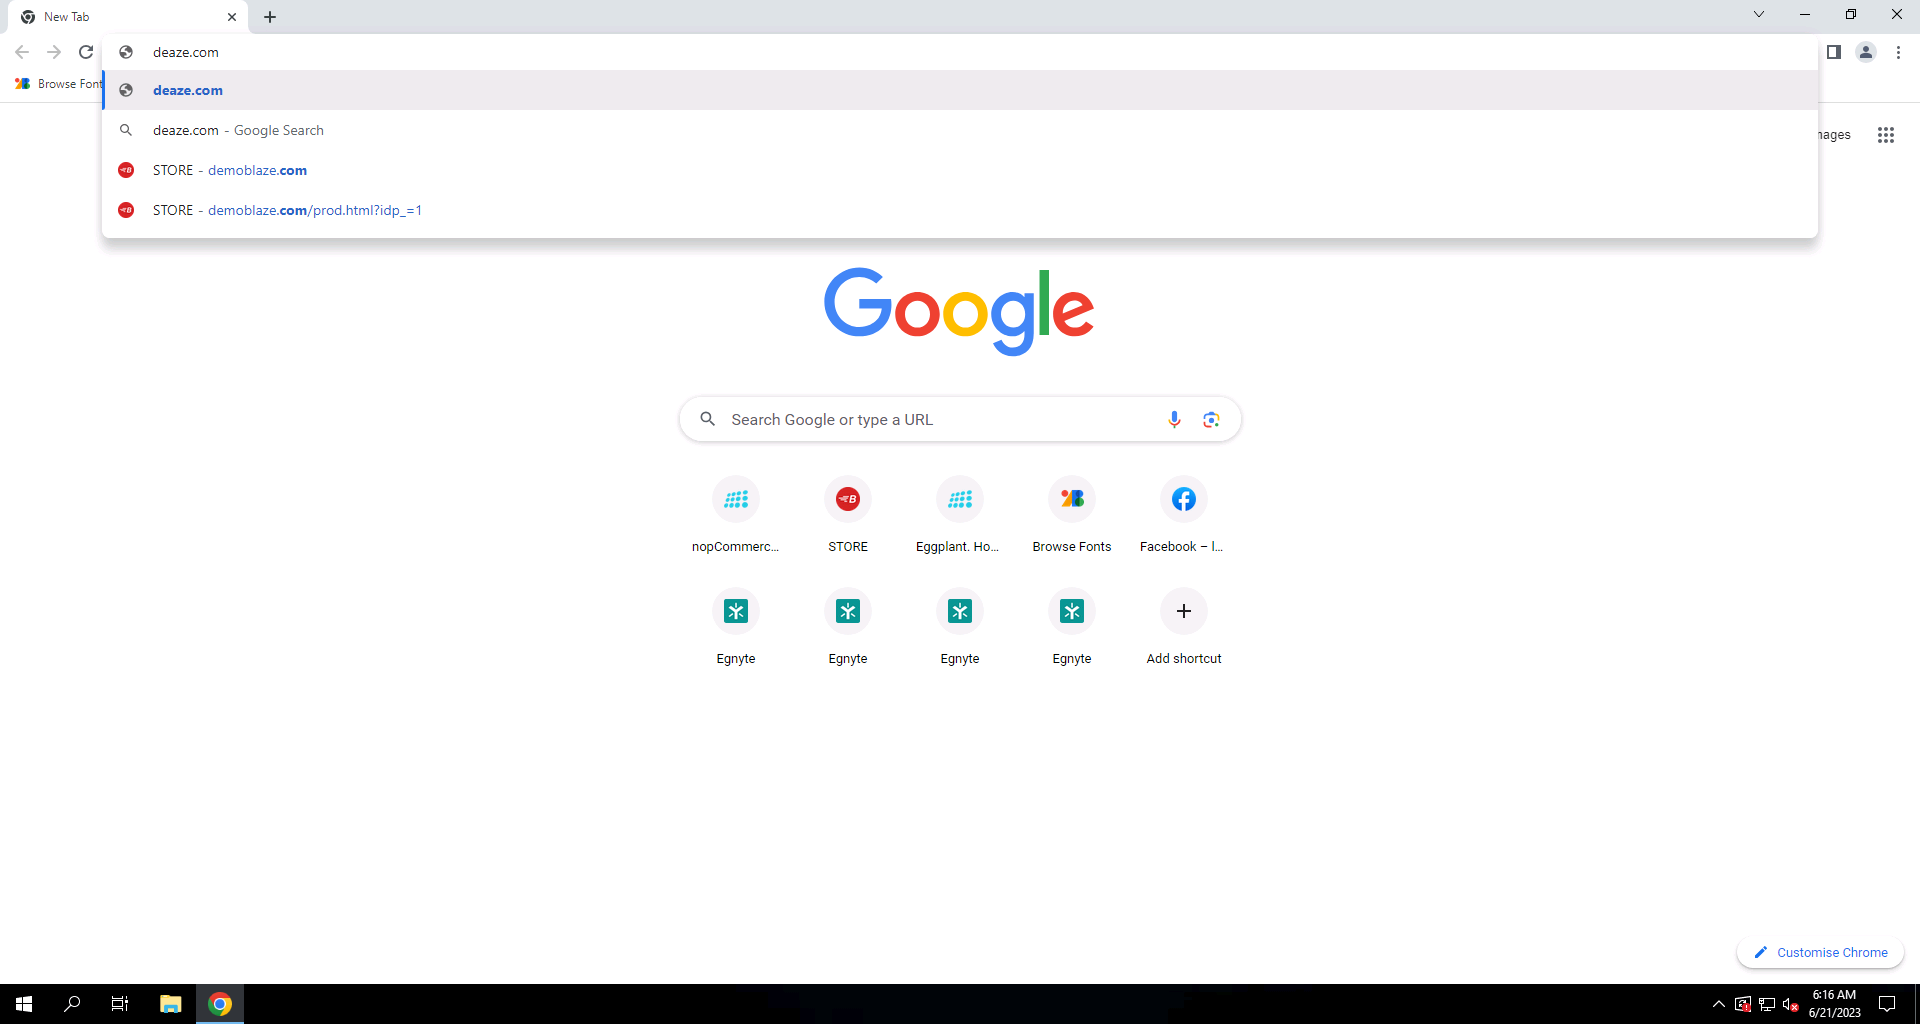 New Tab
deaze.com
Browse Font
deaze.com
deaze.com - Google Search
STORE - demoblaze.com
STORE - demoblaze.com/prod.html?idp_=1
mages
Google
Search Google or type a URL
nopCommerc...
STORE
Eggplant. Ho...
Browse Fonts
Facebook – l...
Egnyte
Egnyte
Egnyte
Egnyte
Add shortcut
Customise Chrome
6:16 AM
6/21/2023